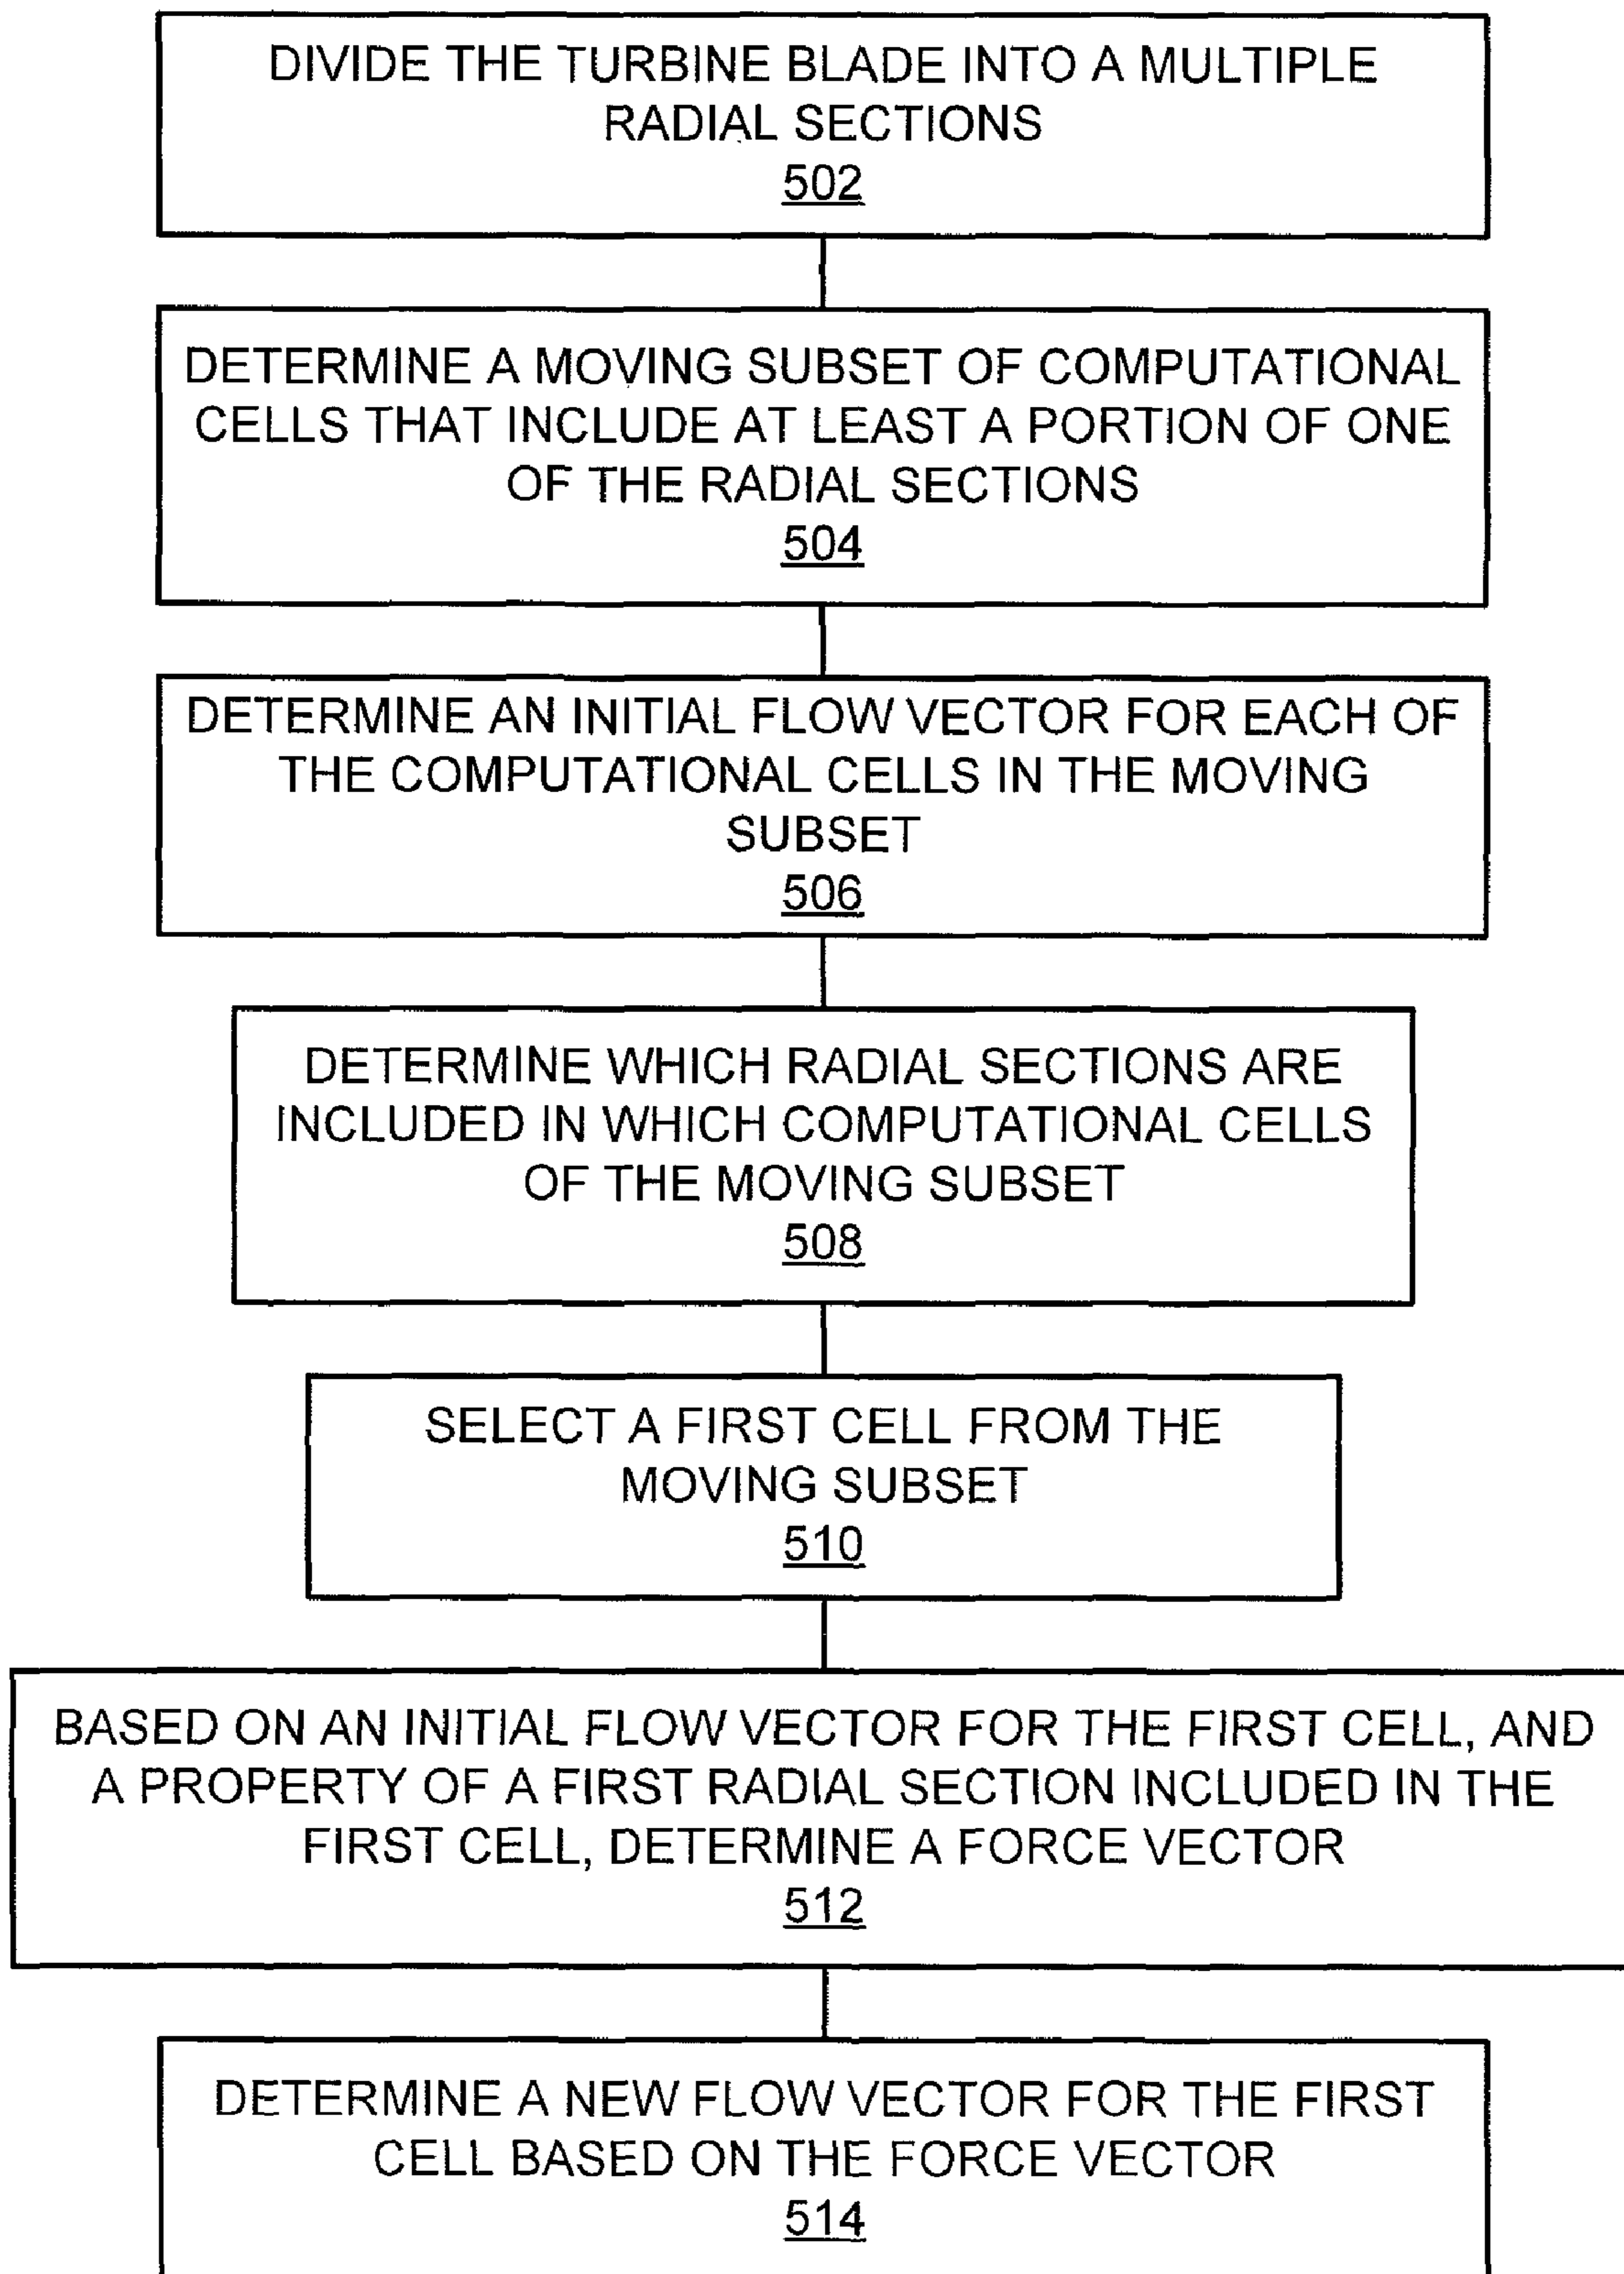 DIVIDE THE TURBINE BLADE INTO A MULTIPLE
RADIAL SECTIONS
502
DETERMINE A MOVING SUBSET OF COMPUTATIONAL
CELLS THAT INCLUDE AT LEAST A PORTION OF ONE
OF THE RADIAL SECTIONS
504
DETERMINE AN INITIAL FLOW VECTOR FOR EACH OF
THE COMPUTATIONAL CELLS IN THE MOVING
SUBSET
506
DETERMINE WHICH RADIAL SECTIONS ARE
INCLUDED IN WHICH COMPUTATIONAL CELLS
OF THE MOVING SUBSET
508
SELECT A FIRST CELL FROM THE
MOVING SUBSET
510
BASED ON AN INITIAL FLOW VECTOR FOR THE FIRST CELL, AND
A PROPERTY OF A FIRST RADIAL SECTION INCLUDED IN THE
FIRST CELL, DETERMINE A FORCE VECTOR
512
DETERMINE A NEW FLOW VECTOR FOR THE FIRST
CELL BASED ON THE FORCE VECTOR
514